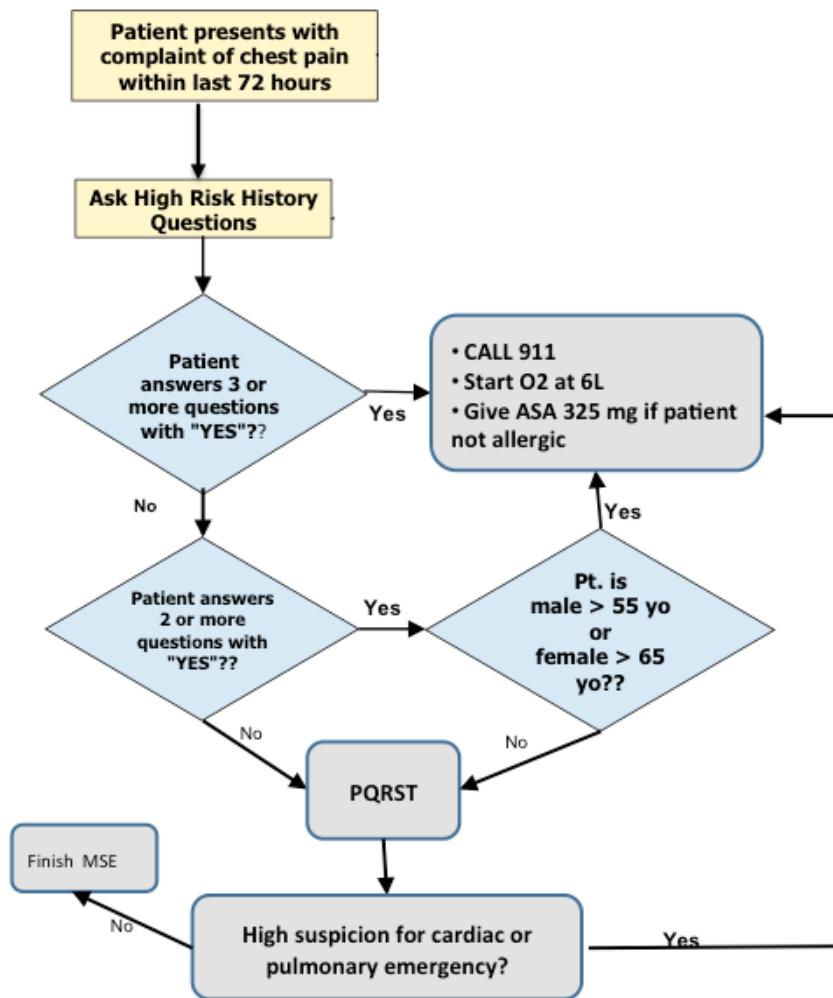 Patient presents with
complaint of chest pain
within last 72 hours
Ask High Risk History
Questions
Patient
answers 3 or
more questions
with "YES"??
Yes
• CALL 911
• Start O2 at 6L
• Give ASA 325 mg if patient
not allergic
No
Yes
Patient answers
2 or more
questions with
"YES"??
Yes
Pt. is
male > 55 yo
or
female > 65
yo??
No
No
PQRST
Finish MSE
No
High suspicion for cardiac or
pulmonary emergency?
Yes